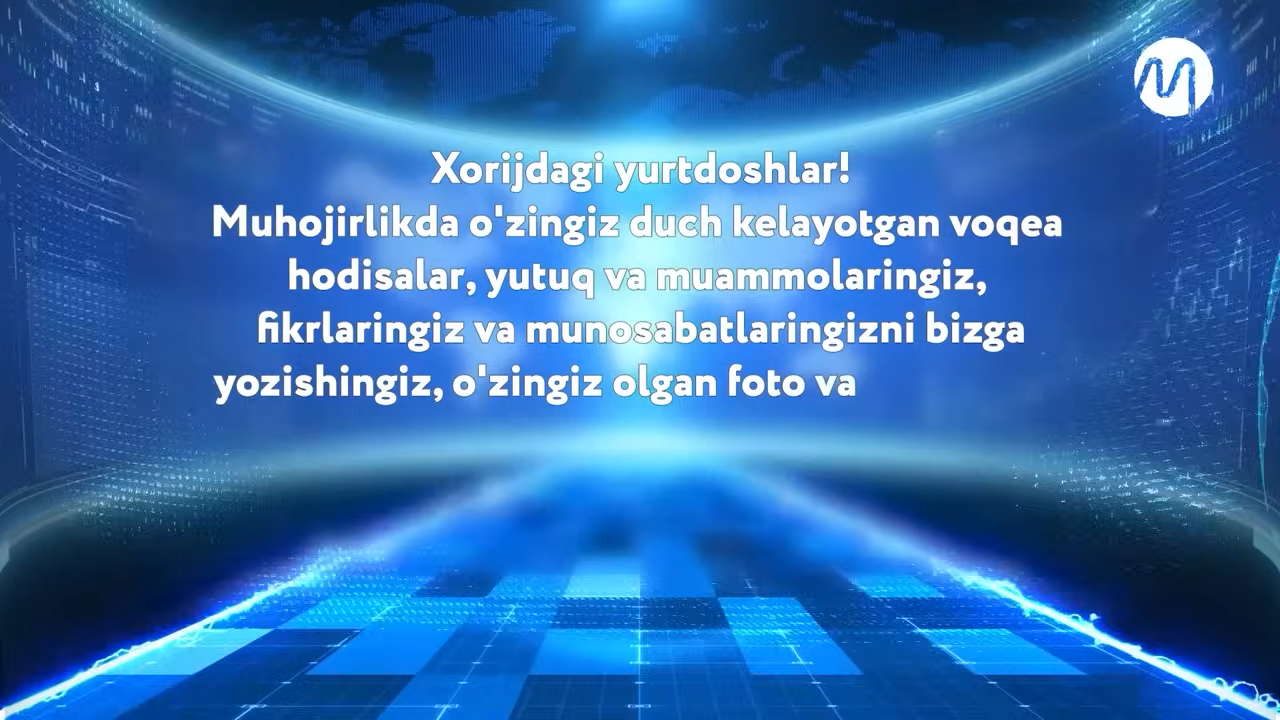 Xorijdagi yurtdoshlar!
Muhojirlikda o'zingiz duch kelayotgan voqea
hodisalar, yutuq va muammolaringiz,
fikrlaringiz va munosabatlaringizni bizga
yozishingiz, o'zingiz olgan foto va